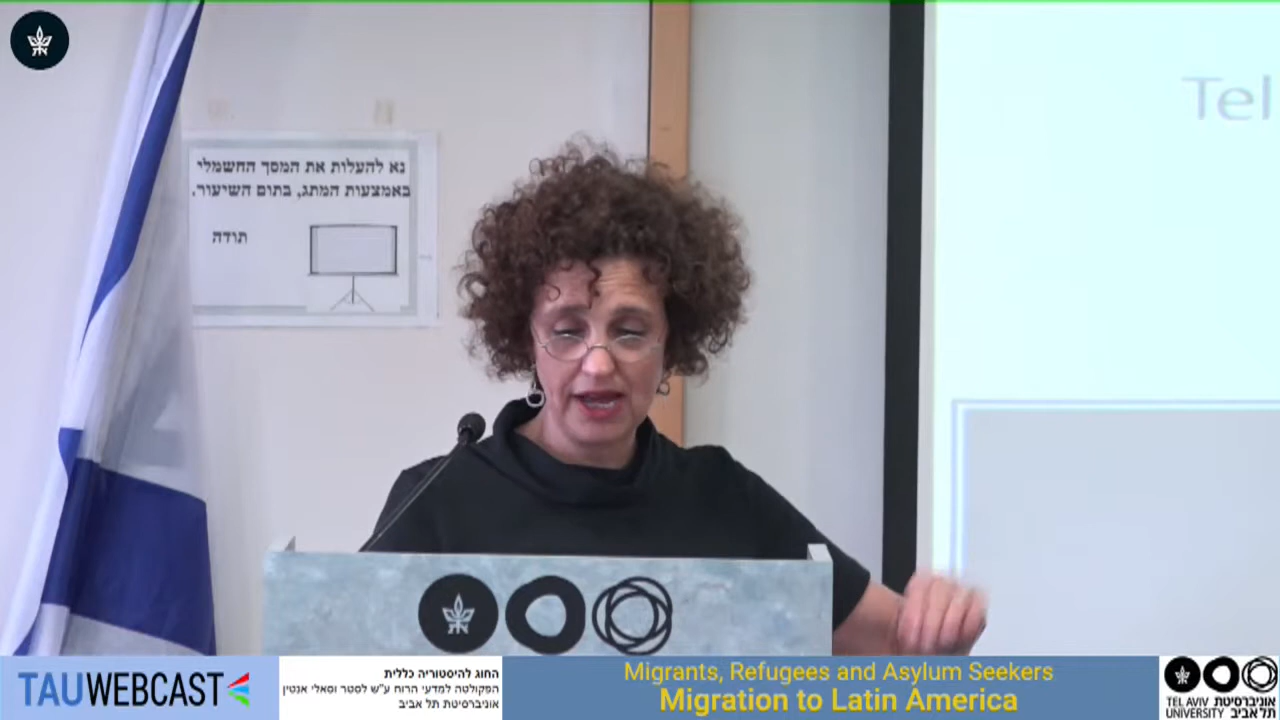 נא להעלות את המסך החשמלי
באמצעות המתג, בתום השיעור.
תודה
Tel
TAUWEBCAST
החוג להיסטוריה כללית
הפקולטה למדעי הרוח ע"ש לסטר וסאלי אנטין
אוניברסיטת תל אביב
Migrants, Refugees and Asylum Seekers
Migration to Latin America
TEL AVIV אוניברסיטת
UNIVERSITY תל אביב